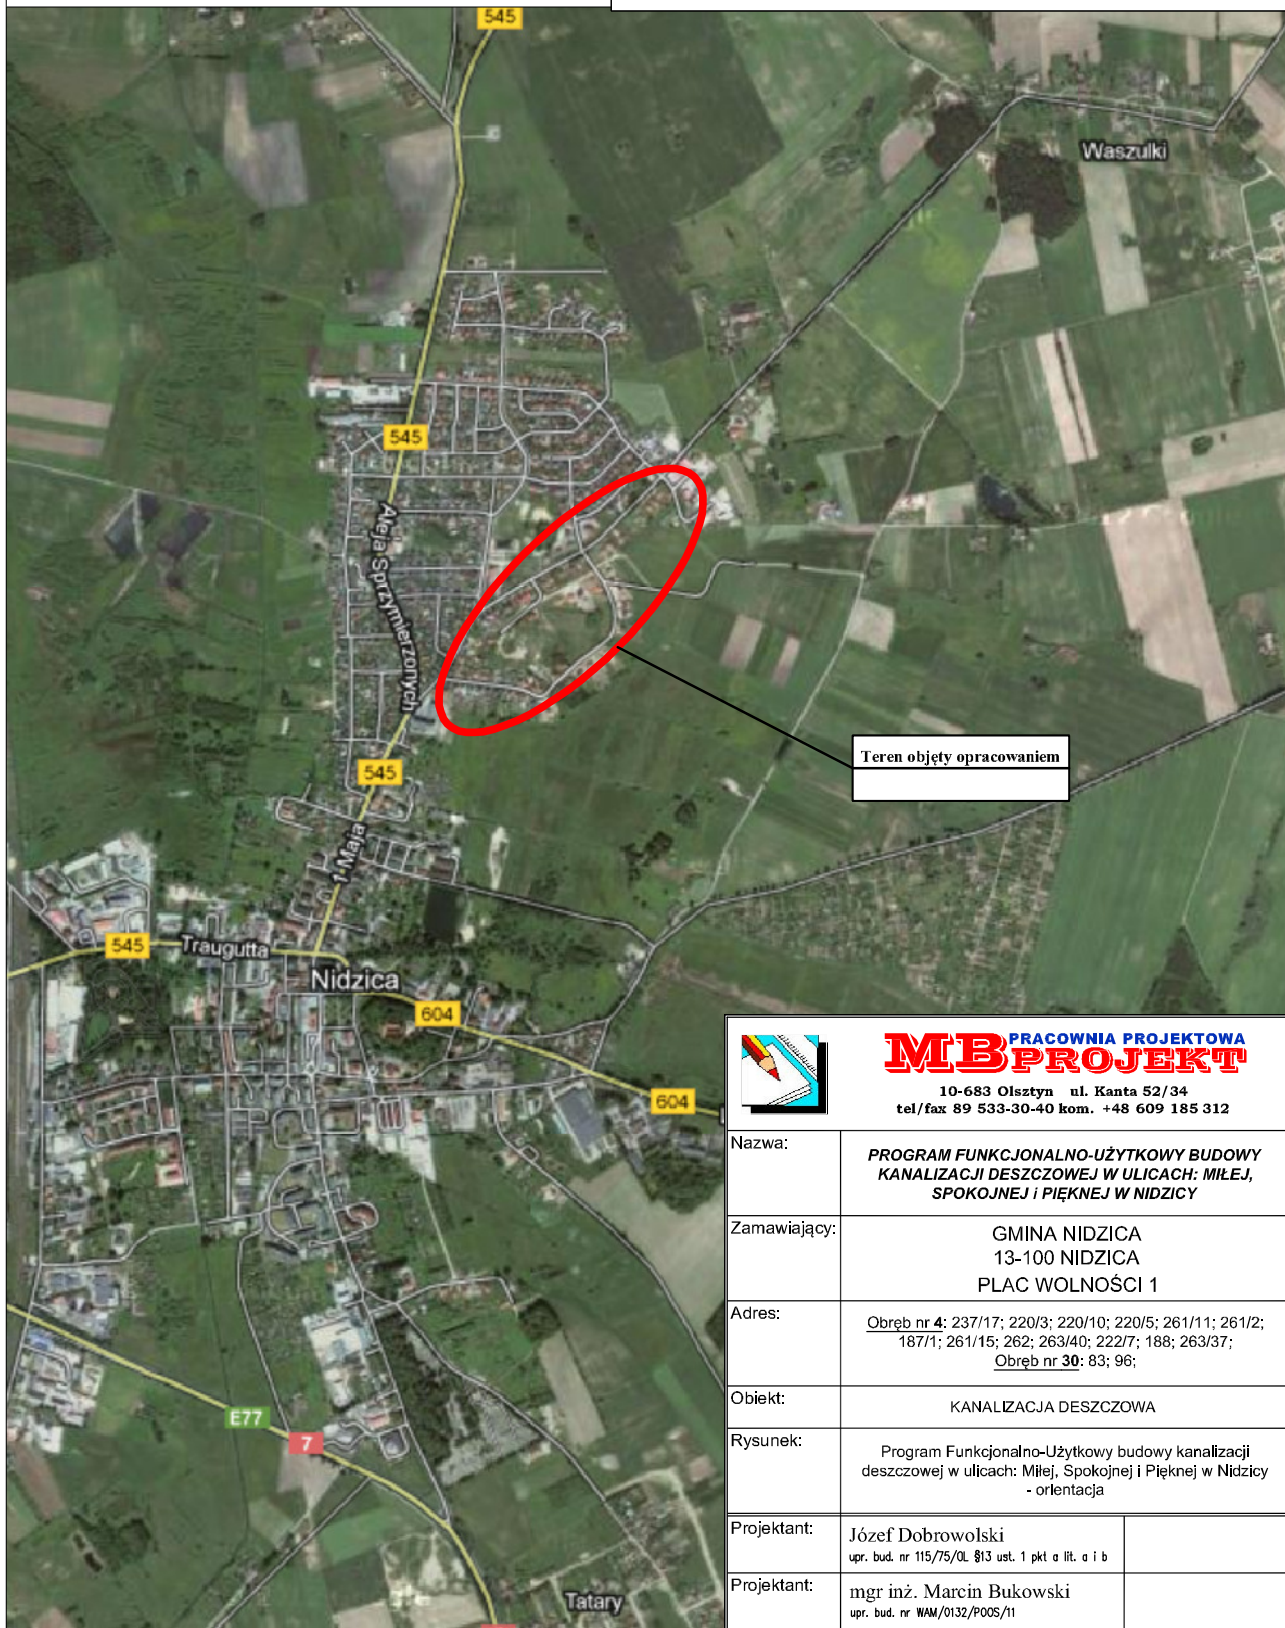 545
Waszulki
545
Aleja Sprzymierzonych
Teren objęty opracowaniem
545
1 Maja
545
Traugutta
Nidzica
604
604
E77
7
Tatary
PRACOWNIA PROJEKTOWA
MB PROJEKT
10-683 Olsztyn ul. Kanta 52/34
tel/fax 89 533-30-40 kom. +48 609 185 312
Nazwa:
PROGRAM FUNKCJONALNO-UŻYTKOWY BUDOWY
KANALIZACJI DESZCZOWEJ W ULICACH: MIŁEJ,
SPOKOJNEJ i PIĘKNEJ W NIDZICY
Zamawiający:
GMINA NIDZICA
13-100 NIDZICA
PLAC WOLNOŚCI 1
Adres:
Obręb nr 4: 237/17; 220/3; 220/10; 220/5; 261/11; 261/2;
187/1; 261/15; 262; 263/40; 222/7; 188; 263/37;
Obręb nr 30: 83; 96;
Obiekt:
KANALIZACJA DESZCZOWA
Rysunek:
Program Funkcjonalno-Użytkowy budowy kanalizacji
deszczowej w ulicach: Miłej, Spokojnej i Pięknej w Nidzicy
- orientacja
Projektant:
Józef Dobrowolski
upr. bud. nr 115/75/OL §13 ust. 1 pkt a lit. a i b
Projektant:
mgr inż. Marcin Bukowski
upr. bud. nr WAM/0132/POOS/11